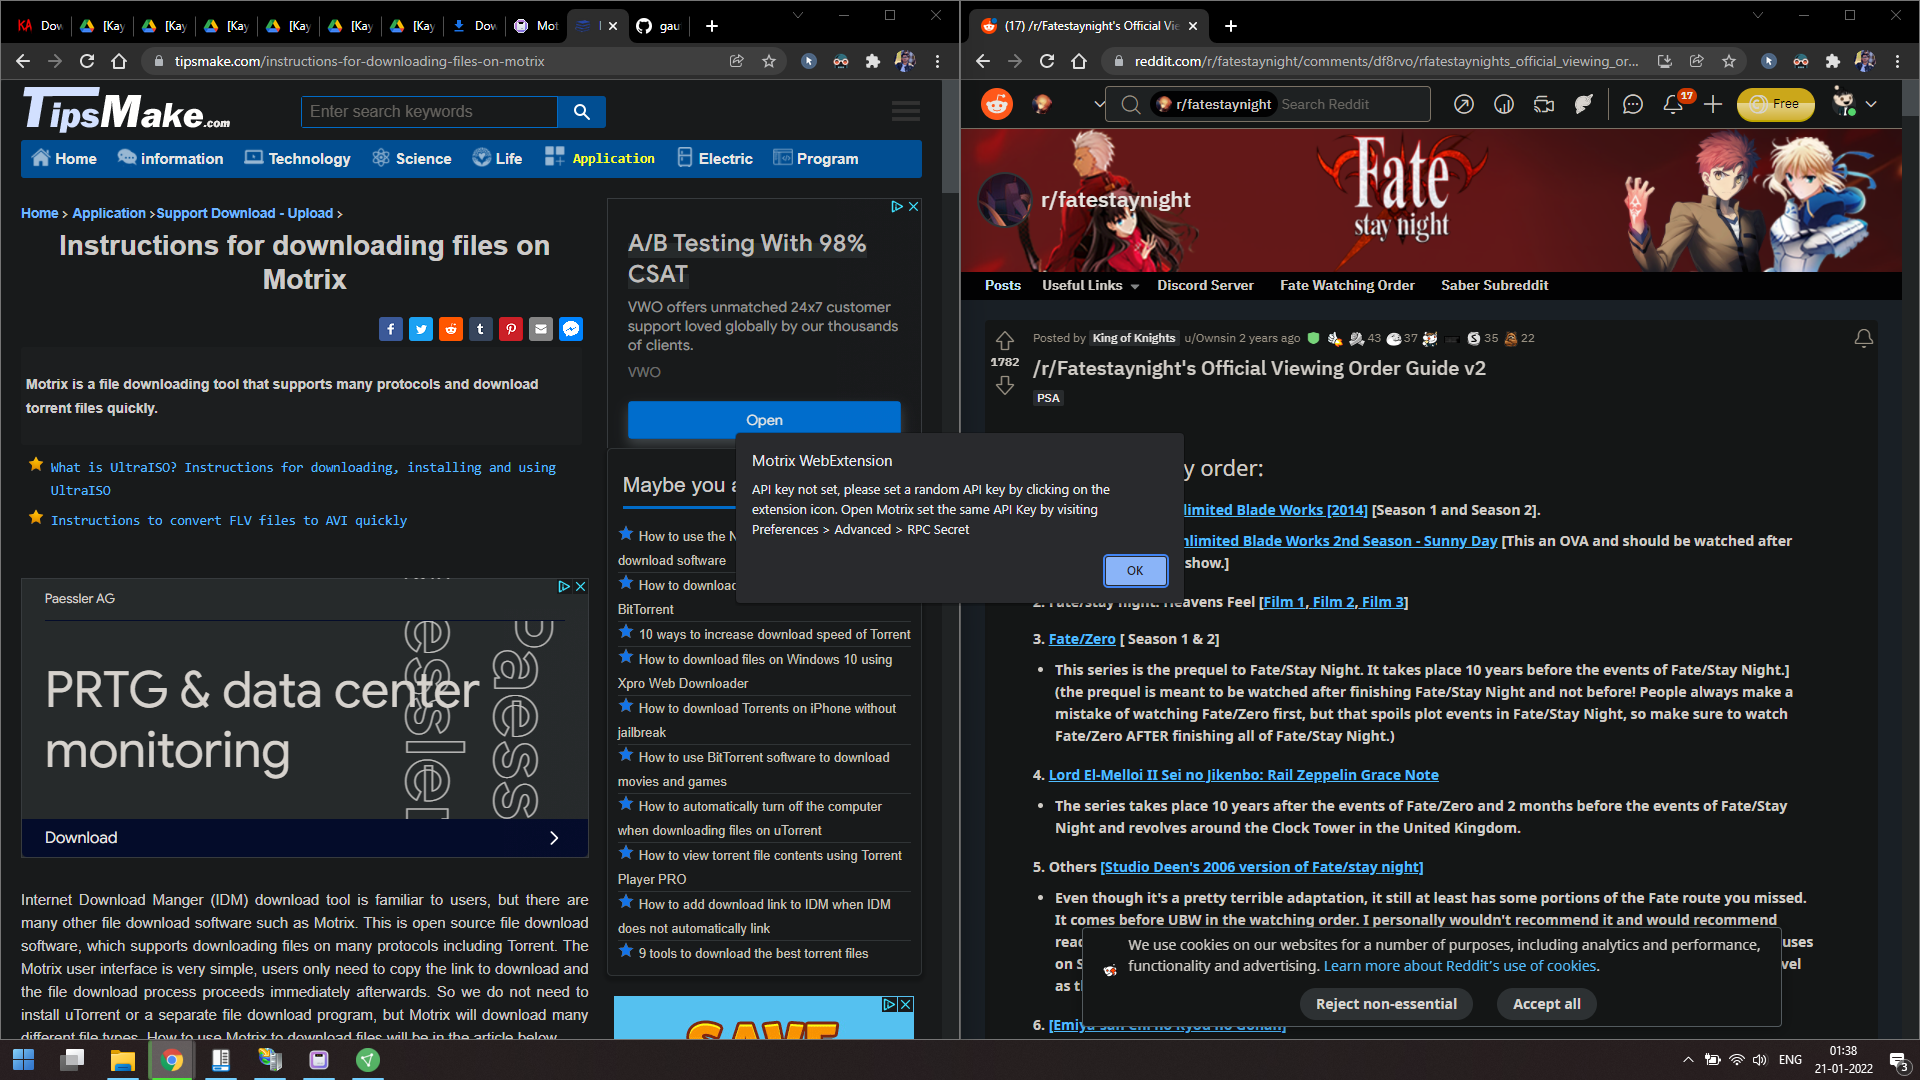 Dow
[Kay
[Kay
[Kay
[Kay
[Kay
[Kay
Dow
Mot
gau
tipsmake.com/instructions-for-downloading-files-on-motrix
TipsMake.com
Enter search keywords
Home
information
Technology
Science
Life
Application
Electric
Program
Home > Application >Support Download - Upload >
Instructions for downloading files on
Motrix
Motrix is a file downloading tool that supports many protocols and download
torrent files quickly.
What is UltraISO? Instructions for downloading, installing and using
UltraISO
Instructions to convert FLV files to AVI quickly
Paessler AG
PRTG & data center
monitoring
Paess
essler
Download
Internet Download Manger (IDM) download tool is familiar to users, but there are
many other file download software such as Motrix. This is open source file download
software, which supports downloading files on many protocols including Torrent. The
Motrix user interface is very simple, users only need to copy the link to download and
the file download process proceeds immediately afterwards. So we do not need to
install uTorrent or a separate file download program, but Motrix will download many
different file types. How to use Motrix to download files will be in the article below.
A/B Testing With 98%
CSAT
VWO offers unmatched 24x7 customer
support loved globally by our thousands
of clients.
VWO
Open
Maybe you a
How to use the N
download software
How to download
BitTorrent
10 ways to increase download speed of Torrent
How to download files on Windows 10 using
Xpro Web Downloader
How to download Torrents on iPhone without
jailbreak
How to use BitTorrent software to download
movies and games
How to automatically turn off the computer
when downloading files on uTorrent
How to view torrent file contents using Torrent
Player PRO
How to add download link to IDM when IDM
does not automatically link
9 tools to download the best torrent files
SAVE
Motrix WebExtension
API key not set, please set a random API key by clicking on the
extension icon. Open Motrix set the same API Key by visiting
Preferences > Advanced > RPC Secret
OK
(17) /r/Fatestaynight's Official Vie
reddit.com/r/fatestaynight/comments/df8rvo/rfatestaynights_official_viewing_or...
r/fatestaynight
Search Reddit
17
Free
r/fatestaynight
Fate
stay night
Posts
Useful Links
Discord Server
Fate Watching Order
Saber Subreddit
Posted by King of Knights u/Ownsin 2 years ago 43 37 35 22
1782
/r/Fatestaynight's Official Viewing Order Guide v2
PSA
y order:
limited Blade Works [2014] [Season 1 and Season 2].
nlimited Blade Works 2nd Season - Sunny Day [This an OVA and should be watched after
show.]
2. Fate/stay night: Heavens Feel [Film 1, Film 2, Film 3]
3. Fate/Zero [ Season 1 & 2]
This series is the prequel to Fate/Stay Night. It takes place 10 years before the events of Fate/Stay Night.]
(the prequel is meant to be watched after finishing Fate/Stay Night and not before! People always make a
mistake of watching Fate/Zero first, but that spoils plot events in Fate/Stay Night, so make sure to watch
Fate/Zero AFTER finishing all of Fate/Stay Night.)
4. Lord El-Melloi II Sei no Jikenbo: Rail Zeppelin Grace Note
The series takes place 10 years after the events of Fate/Zero and 2 months before the events of Fate/Stay
Night and revolves around the Clock Tower in the United Kingdom.
5. Others [Studio Deen's 2006 version of Fate/stay night]
Even though it's a pretty terrible adaptation, it still at least has some portions of the Fate route you missed.
It comes before UBW in the watching order. I personally wouldn't recommend it and would recommend
read
uses
on S
vel
as th
6. [Emiya-san Chi no Kyou no Gohan]
We use cookies on our websites for a number of purposes, including analytics and performance,
functionality and advertising. Learn more about Reddit's use of cookies.
Reject non-essential
Accept all
ENG
01:38
21-01-2022
3